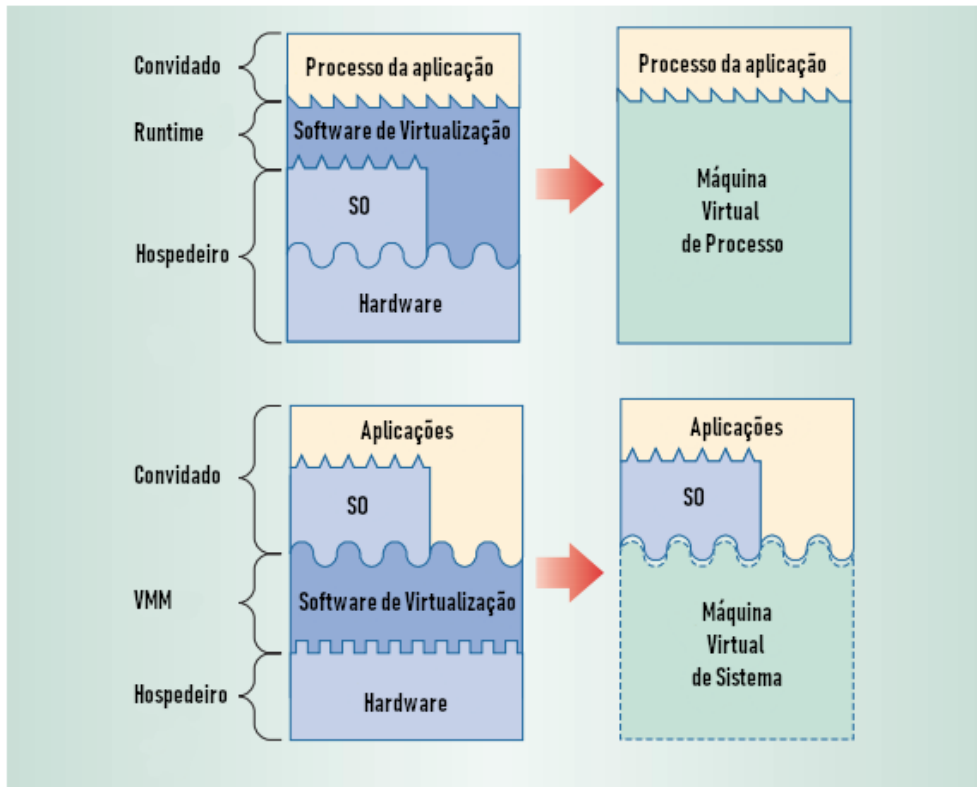 Convidado
Processo da aplicação
Runtime
Software de Virtualização
SO
Hospedeiro
Hardware
Processo da aplicação
Máquina
Virtual
de Processo
Convidado
Aplicações
SO
VMM
Software de Virtualização
Hospedeiro
Hardware
Aplicações
SO
Máquina
Virtual
de Sistema